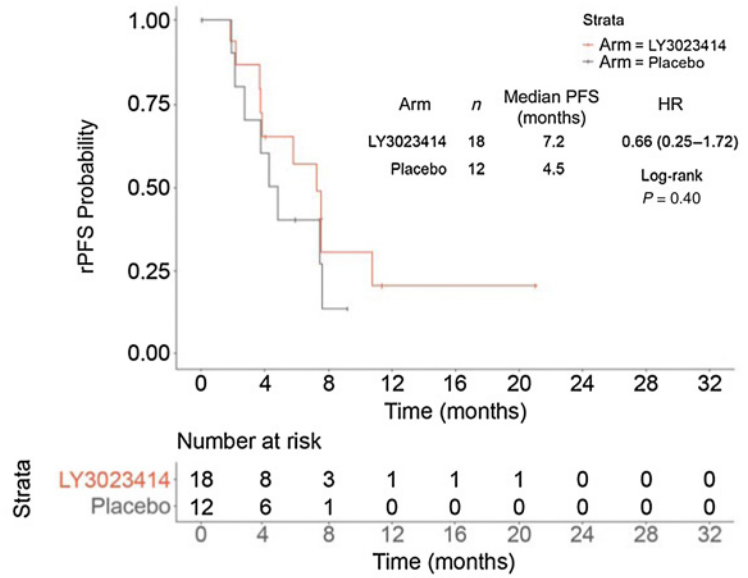 Strata
Arm = LY3023414
Arm = Placebo
1.00
0.75
0.50
0.25
0.00
rPFS Probability
Arm n Median PFS (months) HR
LY3023414 18 7.2 0.66 (0.25–1.72)
Placebo 12 4.5
Log-rank
P = 0.40
0 4 8 12 16 20 24 28 32
Time (months)
Number at risk
Strata
LY3023414 18 8 3 1 1 1 0 0 0
Placebo 12 6 1 0 0 0 0 0 0
0 4 8 12 16 20 24 28 32
Time (months)